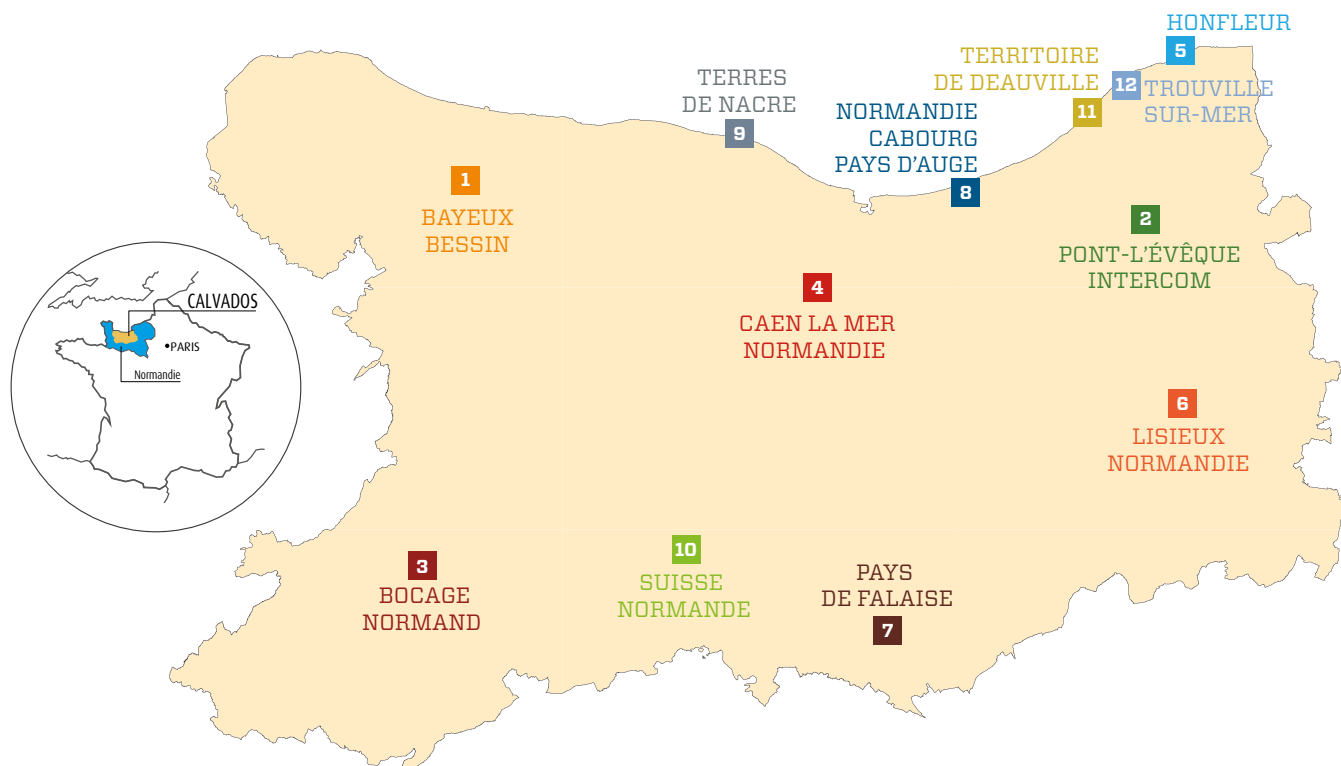 HONFLEUR
5
TERRITOIRE
DE DEAUVILLE
11
12
TROUVILLE
SUR-MER
TERRES
DE NACRE
9
NORMANDIE
CABOURG
PAYS D'AUGE
8
1
BAYEUX
BESSIN
2
PONT-L'ÉVÊQUE
INTERCOM
4
CAEN LA MER
NORMANDIE
CALVADOS
PARIS
Normandie
6
LISIEUX
NORMANDIE
3
BOCAGE
NORMAND
10
SUISSE
NORMANDE
PAYS
DE FALAISE
7